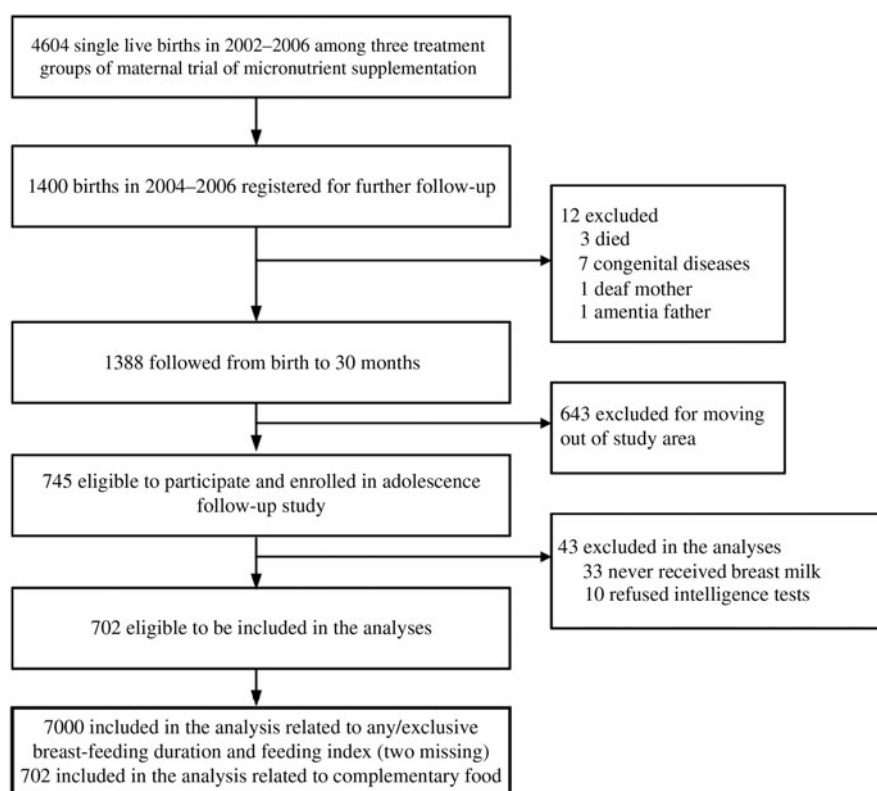 4604 single live births in 2002–2006 among three treatment
groups of maternal trial of micronutrient supplementation
1400 births in 2004–2006 registered for further follow-up
12 excluded
3 died
7 congenital diseases
1 deaf mother
1 amentia father
1388 followed from birth to 30 months
643 excluded for moving
out of study area
745 eligible to participate and enrolled in adolescence
follow-up study
43 excluded in the analyses
33 never received breast milk
10 refused intelligence tests
702 eligible to be included in the analyses
7000 included in the analysis related to any/exclusive
breast-feeding duration and feeding index (two missing)
702 included in the analysis related to complementary food